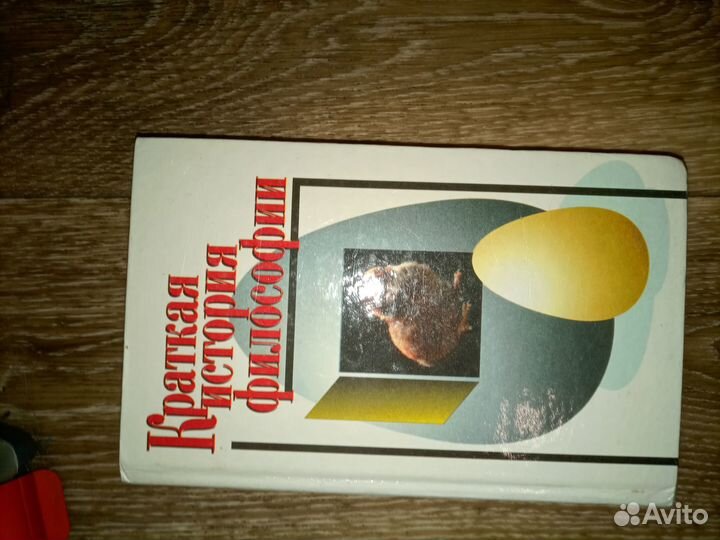 Краткая
история
философии
Avito